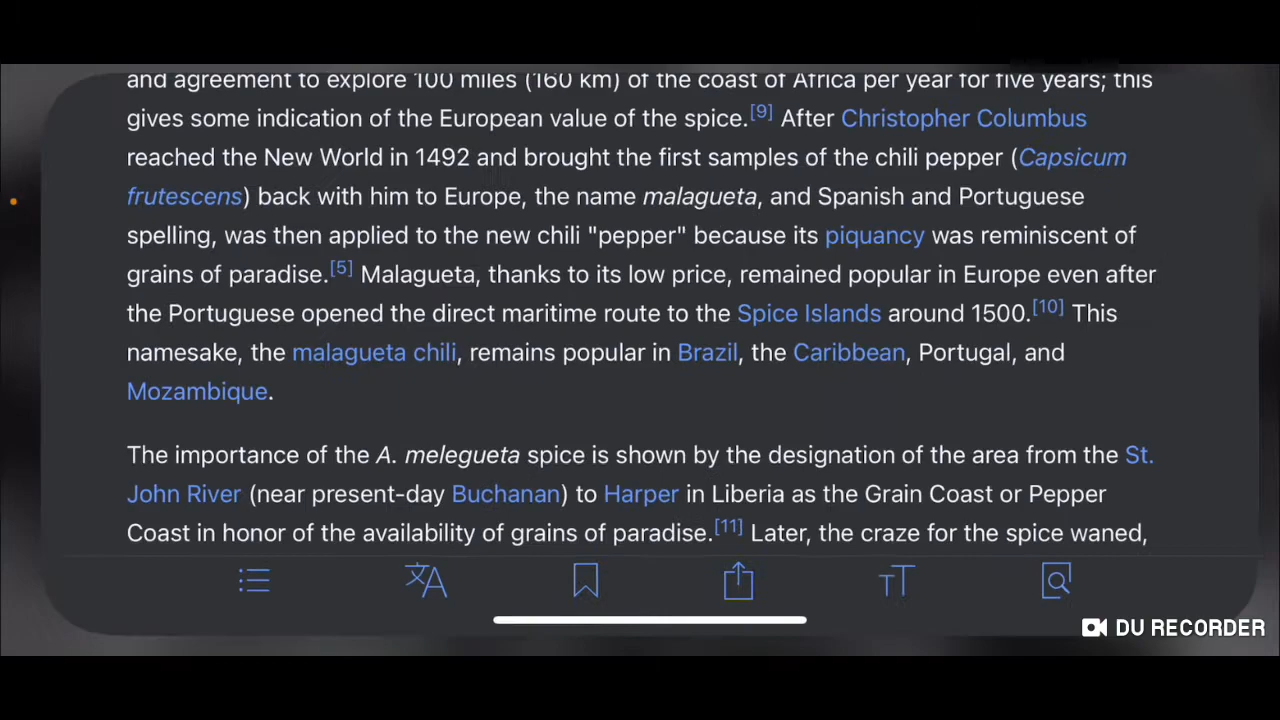 and agreement to explore 100 miles (160 km) of the coast of Africa per year for five years; this
gives some indication of the European value of the spice.[9] After Christopher Columbus
reached the New World in 1492 and brought the first samples of the chili pepper (Capsicum
frutescens) back with him to Europe, the name malagueta, and Spanish and Portuguese
spelling, was then applied to the new chili "pepper" because its piquancy was reminiscent of
grains of paradise.[5] Malagueta, thanks to its low price, remained popular in Europe even after
the Portuguese opened the direct maritime route to the Spice Islands around 1500.[10] This
namesake, the malagueta chili, remains popular in Brazil, the Caribbean, Portugal, and
Mozambique.
The importance of the A. melegueta spice is shown by the designation of the area from the St.
John River (near present-day Buchanan) to Harper in Liberia as the Grain Coast or Pepper
Coast in honor of the availability of grains of paradise.[11] Later, the craze for the spice waned,
文A
TT
DU RECORDER